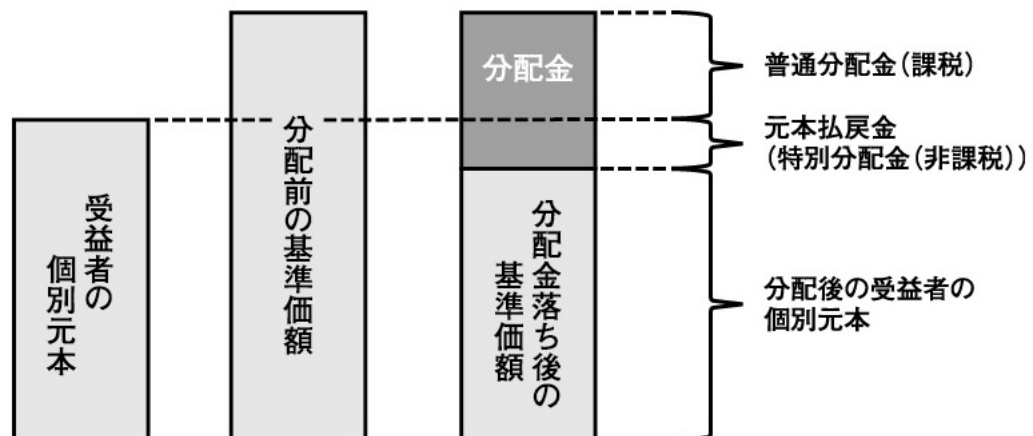 受益者の
個別元本
分配前の基準価額
分配金
分配金落ち後の
基準価額
普通分配金（課税）
元本払戻金
（特別分配金（非課税））
分配後の受益者の
個別元本